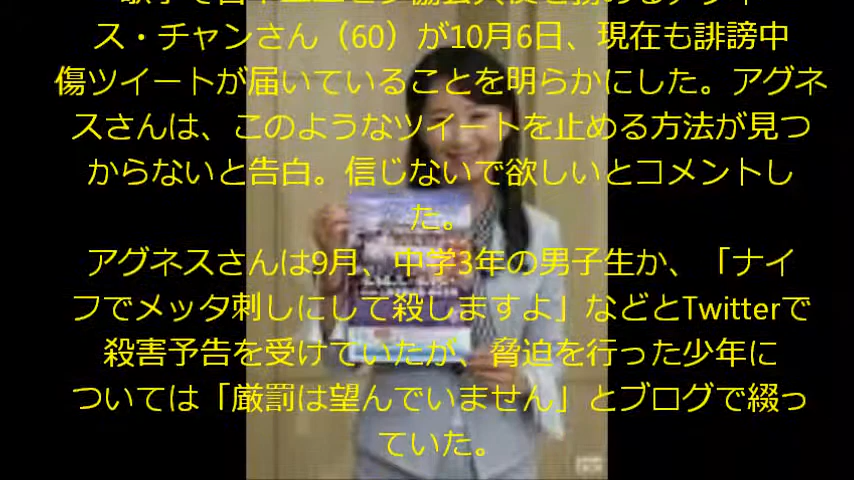 ス・チャンさん（60）が10月6日、現在も誹謗中
傷ツイートが届いていることを明らかにした。アグネ
スさんは、このようなツイートを止める方法が見つ
からないと告白。信じないで欲しいとコメントし
た。
アグネスさんは9月、中学3年の男子生か、「ナイ
フでメッタ刺しにして殺しますよ」などとTwitterで
殺害予告を受けていたが、脅迫を行った少年に
ついては「厳罰は望んでいません」とブログで綴っ
ていた。